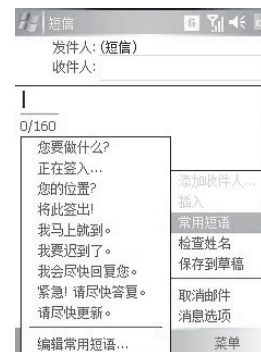 短信
G
发件人: (短信)
收件人:
0/160
您要做什么?
正在签入...
您的位置?
将此签出!
我马上就到。
我要迟到了。
我会尽快回复您。
紧急! 请尽快答复。
请尽快更新。
编辑常用短语...
添加收件人...
插入
常用短语
检查姓名
保存到草稿
取消邮件
消息选项
菜单